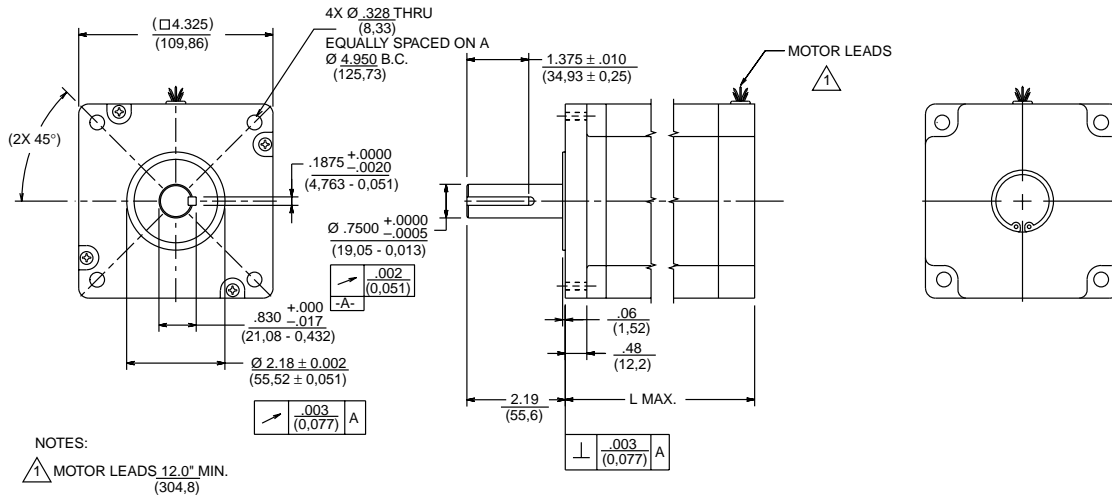 (□4.325)
(109,86)
4X Ø .328 THRU
(8,33)
EQUALLY SPACED ON A
Ø 4.950 B.C.
(125,73)
(2X 45°)
.1875 +.0000
–.0020
(4,763 - 0,051)
Ø .7500 +.0000
–.0005
(19,05 - 0,013)
.002
(0,051)
-A-
.830 +.000
–.017
(21,08 - 0,432)
Ø 2.18 ± 0.002
(55,52 ± 0,051)
.003
(0,077) A
1.375 ± .010
(34,93 ± 0,25)
MOTOR LEADS
1
.06
(1,52)
.48
(12,2)
2.19
(55,6)
L MAX.
⊥ .003
(0,077) A
NOTES:
1 MOTOR LEADS 12.0" MIN.
(304,8)